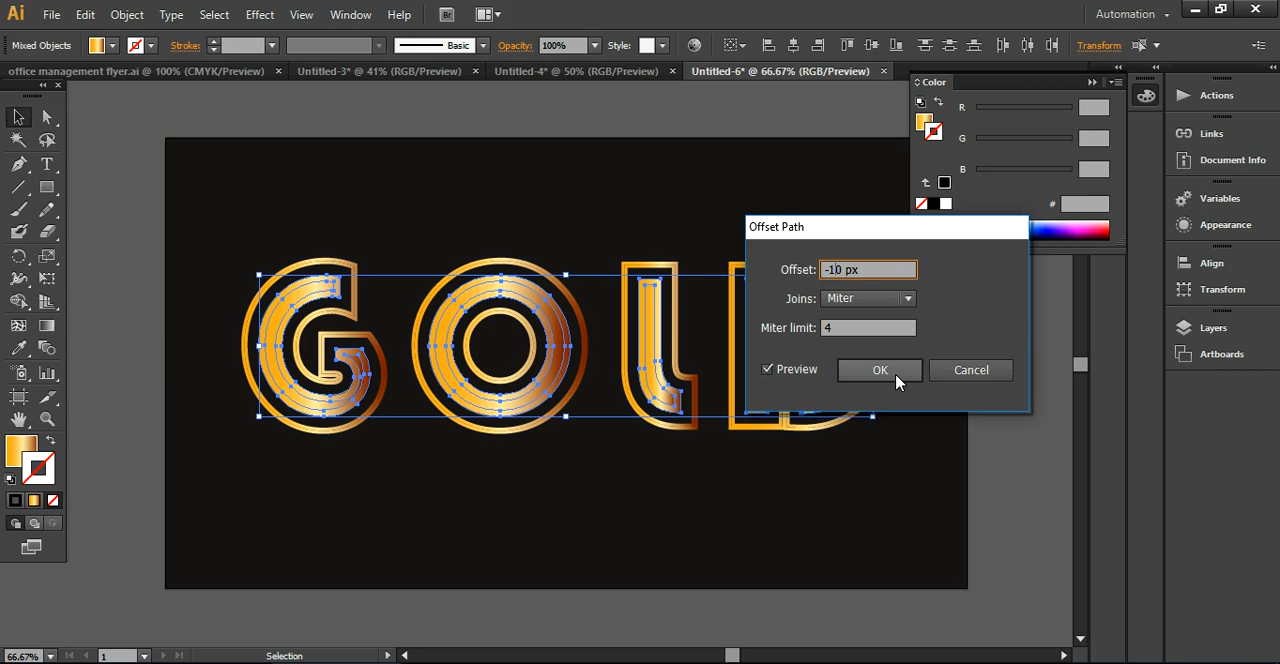 Ai File Edit Object Type Select Effect View Window Help Br Automation
Mixed Objects Stroke: Basic Opacity: 100% Style: Transform
office management flyer.ai @ 100% (CMYK/Preview) × Untitled-3* @ 41% (RGB/Preview) × Untitled-4* @ 50% (RGB/Preview) × Untitled-6* @ 66.67% (RGB/Preview) ×
Color
R
G
B
#
Actions
Links
Document Info
Variables
Appearance
Align
Transform
Layers
Artboards
GOLD
Offset Path
Offset: -10 px
Joins: Miter
Miter limit: 4
Preview OK Cancel
66.67% 1 Selection